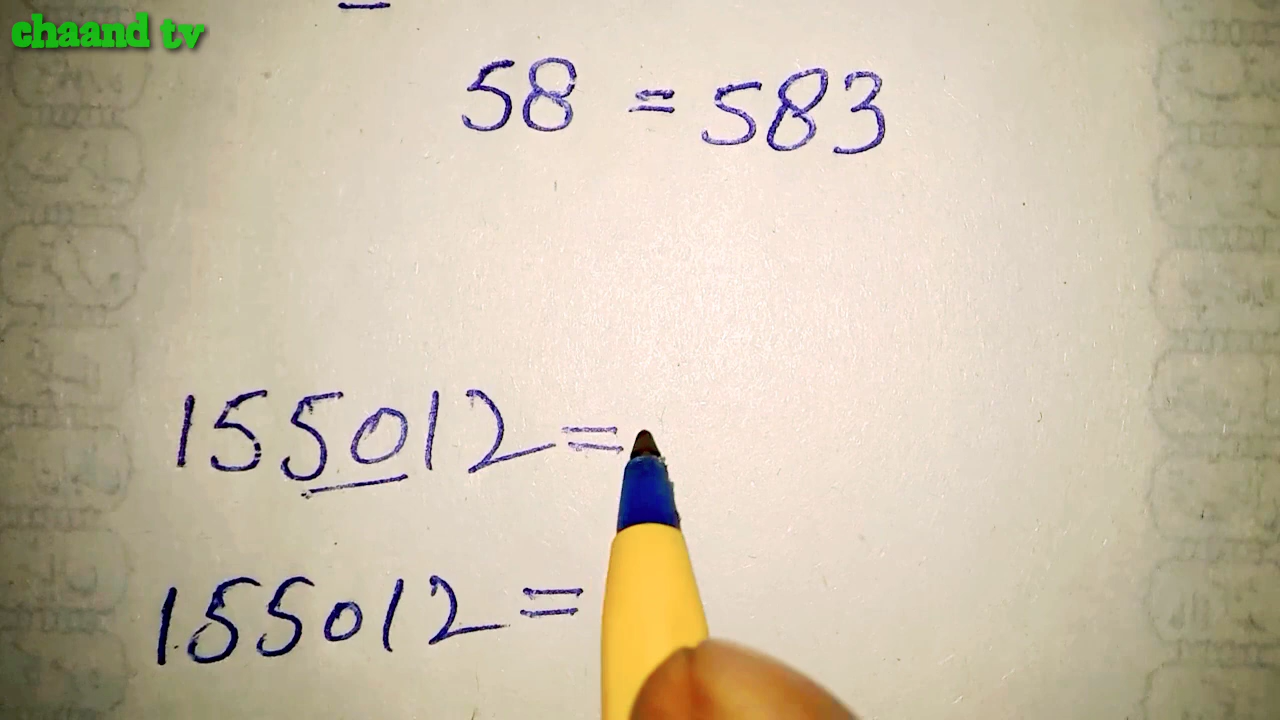 chaand tv
58 = 583
155012 =
155012 =